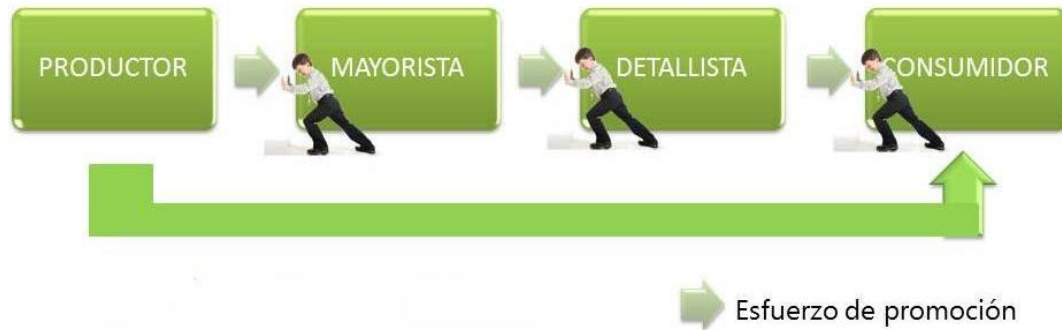 PRODUCTOR
MAYORISTA
DETALLISTA
CONSUMIDOR
Esfuerzo de promoción